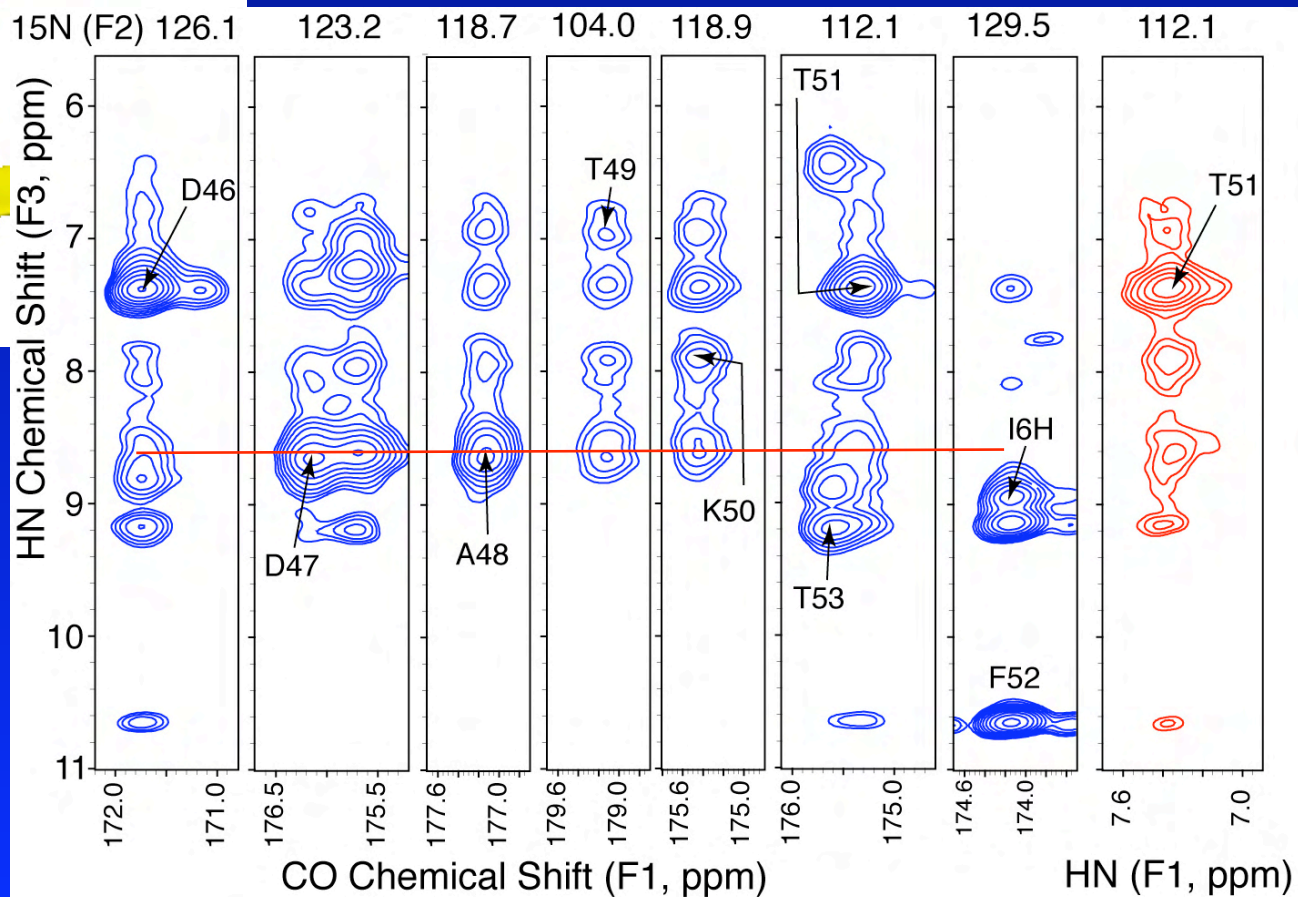 15N (F2) 126.1 123.2 118.7 104.0 118.9 112.1 129.5 112.1
HN Chemical Shift (F3, ppm)
6
7
8
9
10
11
D46
D47
A48
T49
K50
T51
T53
I6H
F52
T51
172.0 171.0 176.5 175.5 177.6 177.0 179.6 179.0 175.6 175.0 176.0 175.0 174.6 174.0 7.6 7.0
CO Chemical Shift (F1, ppm) HN (F1, ppm)